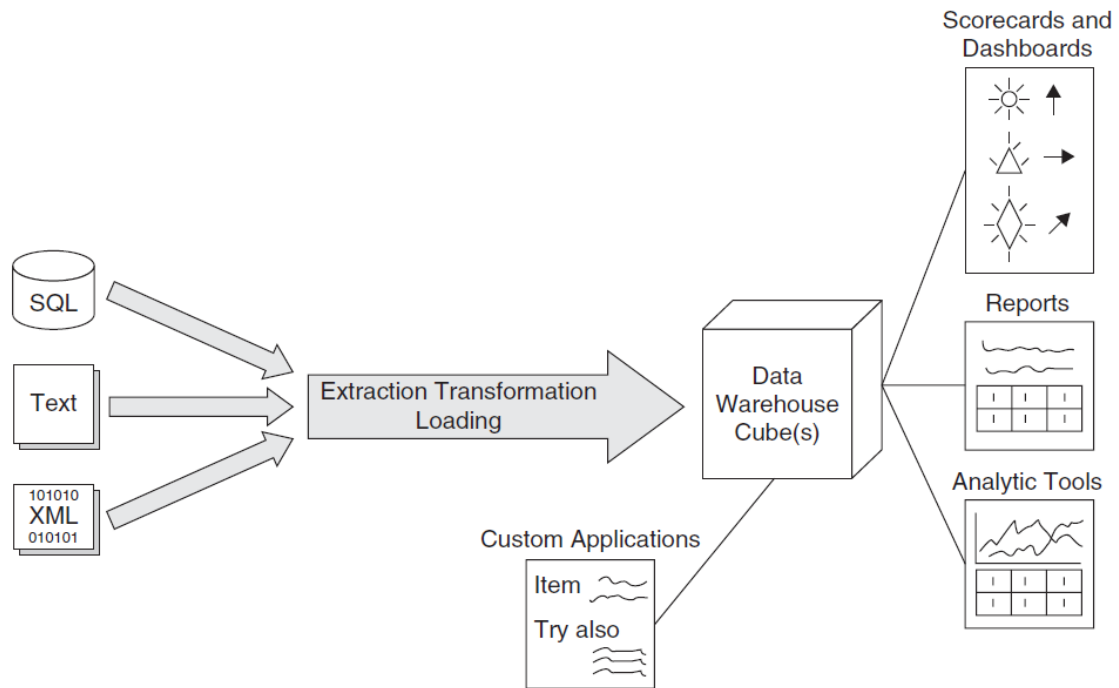 Scorecards and
Dashboards
SQL
Text
101010
XML
010101
Extraction Transformation
Loading
Data
Warehouse
Cube(s)
Reports
Analytic Tools
Custom Applications
Item
Try also